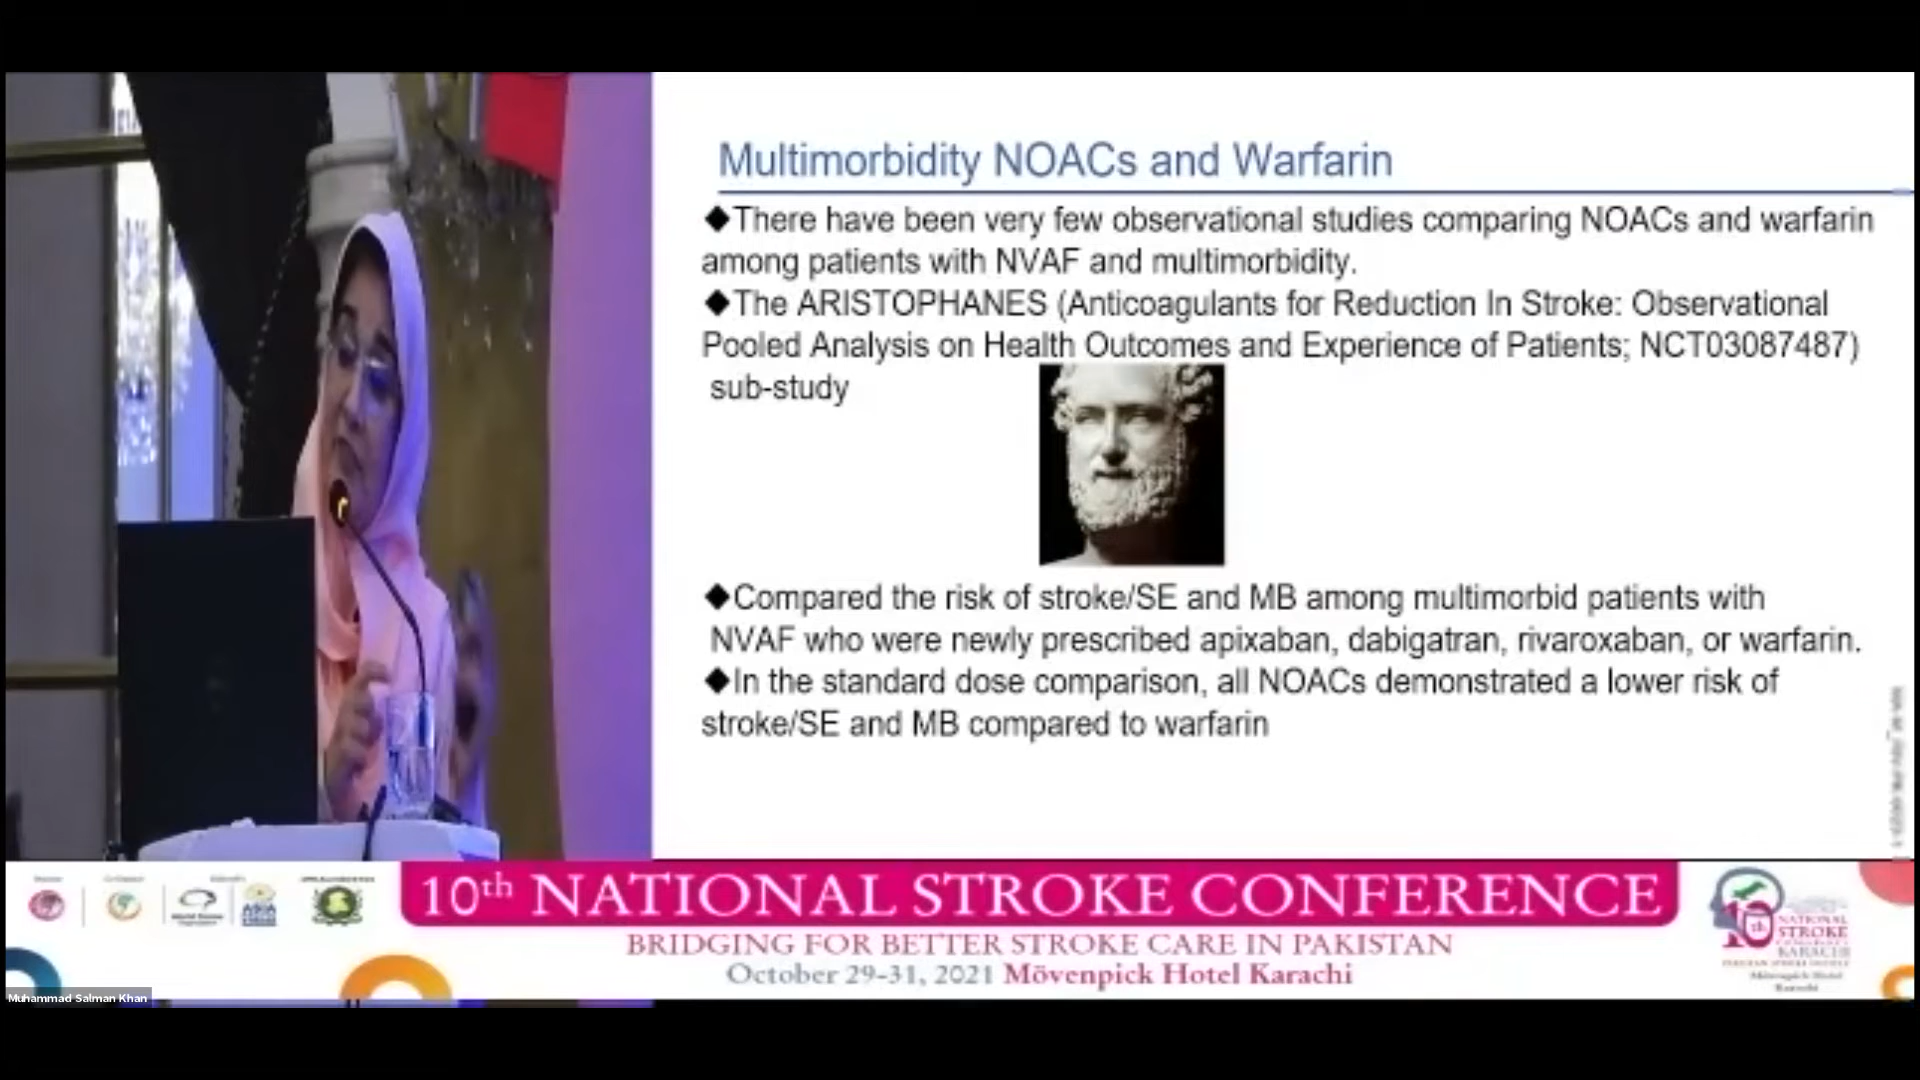 Multimorbidity NOACs and Warfarin
◆There have been very few observational studies comparing NOACs and warfarin
among patients with NVAF and multimorbidity.
◆The ARISTOPHANES (Anticoagulants for Reduction In Stroke: Observational
Pooled Analysis on Health Outcomes and Experience of Patients; NCT03087487)
sub-study
◆Compared the risk of stroke/SE and MB among multimorbid patients with
NVAF who were newly prescribed apixaban, dabigatran, rivaroxaban, or warfarin.
◆In the standard dose comparison, all NOACs demonstrated a lower risk of
stroke/SE and MB compared to warfarin
10th NATIONAL STROKE CONFERENCE
BRIDGING FOR BETTER STROKE CARE IN PAKISTAN
October 29-31, 2021 Mövenpick Hotel Karachi
10th
NATIONAL
STROKE
KARACHI
Muhammad Salman Khan